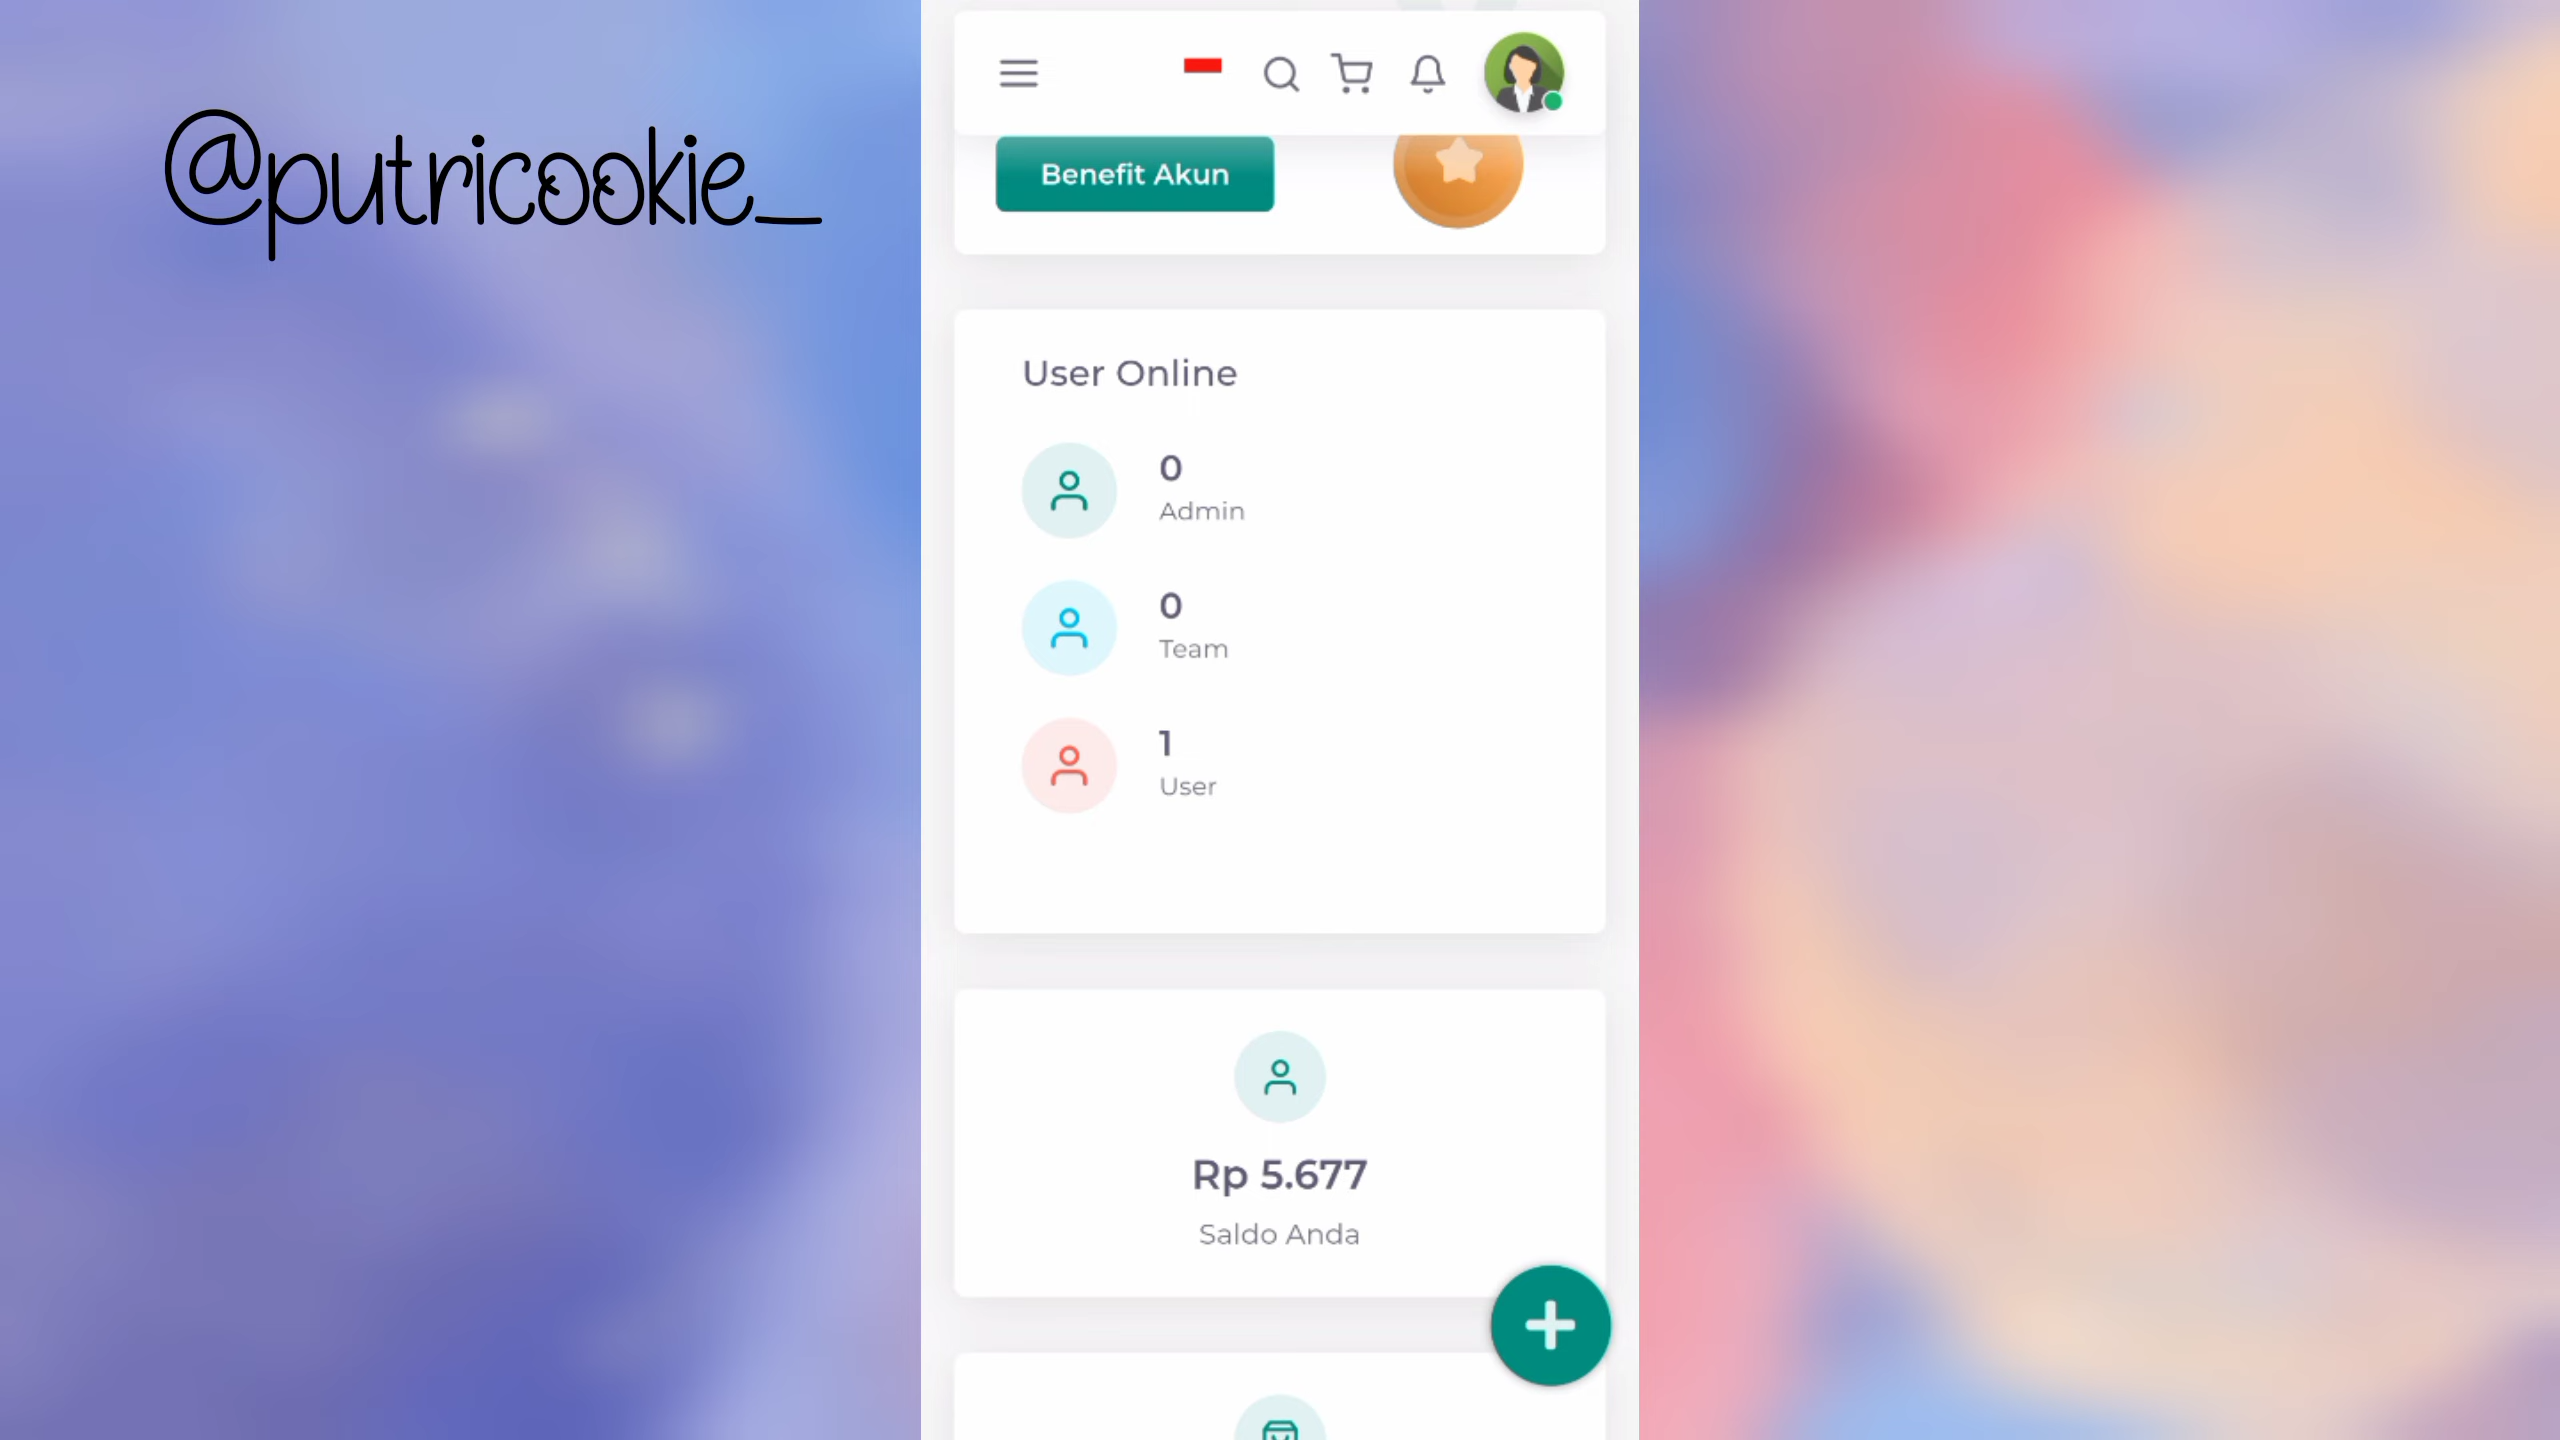 @putricookie_
Benefit Akun
User Online
0
Admin
0
Team
1
User
Rp 5.677
Saldo Anda